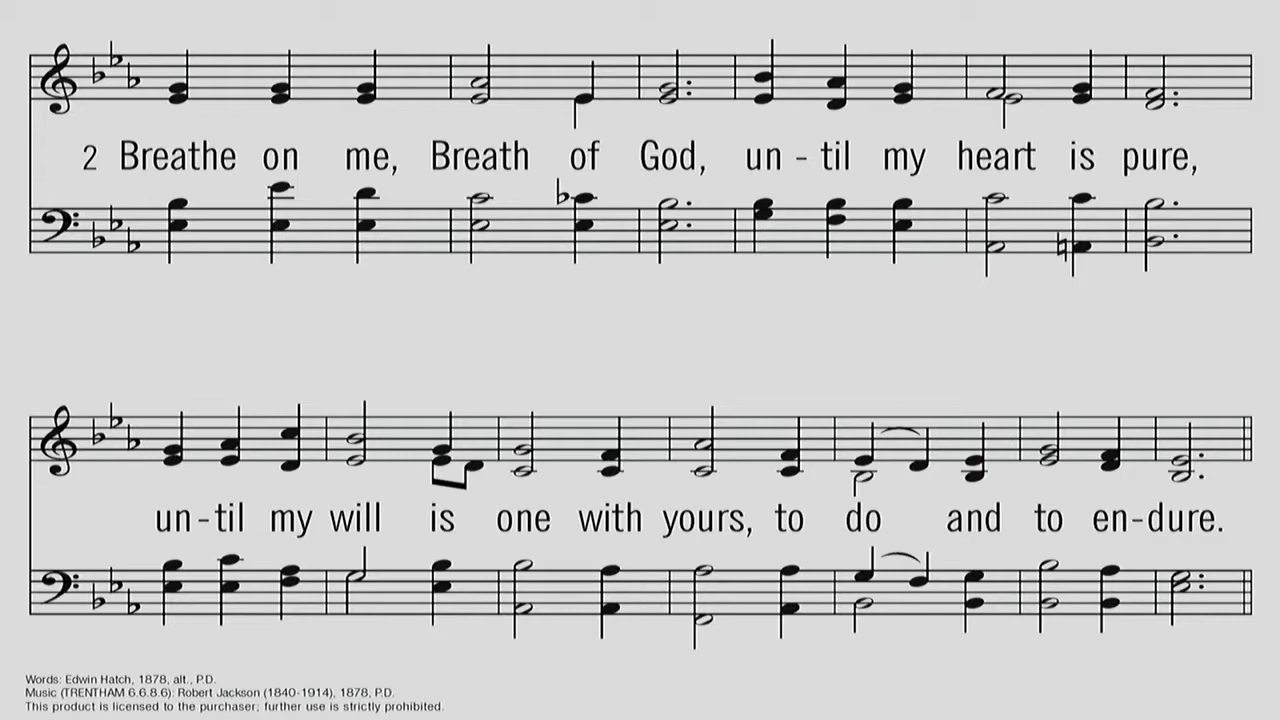 2 Breathe on me, Breath of God, un - til my heart is pure,
un - til my will is one with yours, to do and to en - dure.
Words: Edwin Hatch, 1878, alt., P.D.
Music (TRENTHAM 6.6.8.6): Robert Jackson (1840-1914), 1878, P.D.
This product is licensed to the purchaser; further use is strictly prohibited.